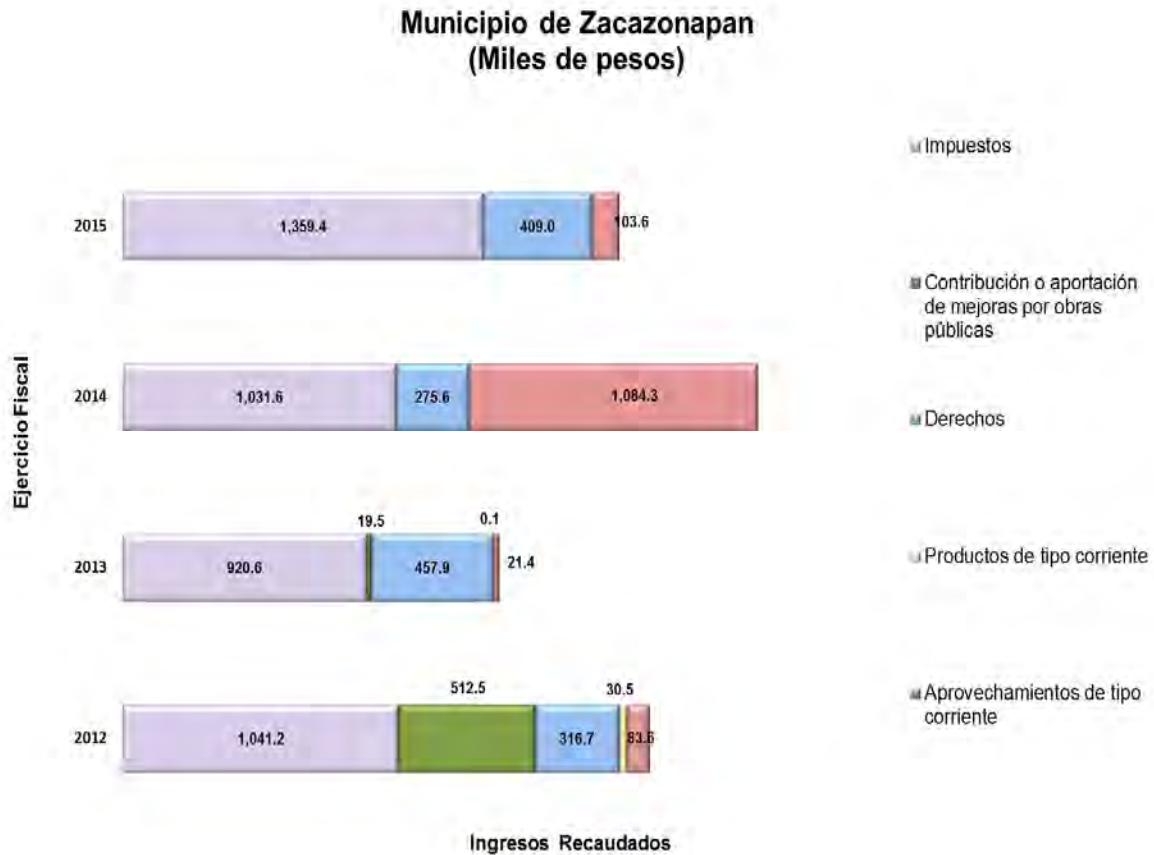 Municipio de Zacazonapan
(Miles de pesos)
Impuestos
2015
1,359.4
409.0
103.6
Contribución o aportación
de mejoras por obras
públicas
2014
1,031.6
275.6
1,084.3
Derechos
Ejercicio Fiscal
19.5
0.1
2013
920.6
457.9
21.4
Productos de tipo corriente
512.5
30.5
2012
1,041.2
316.7
83.6
Aprovechamientos de tipo
corriente
Ingresos Recaudados